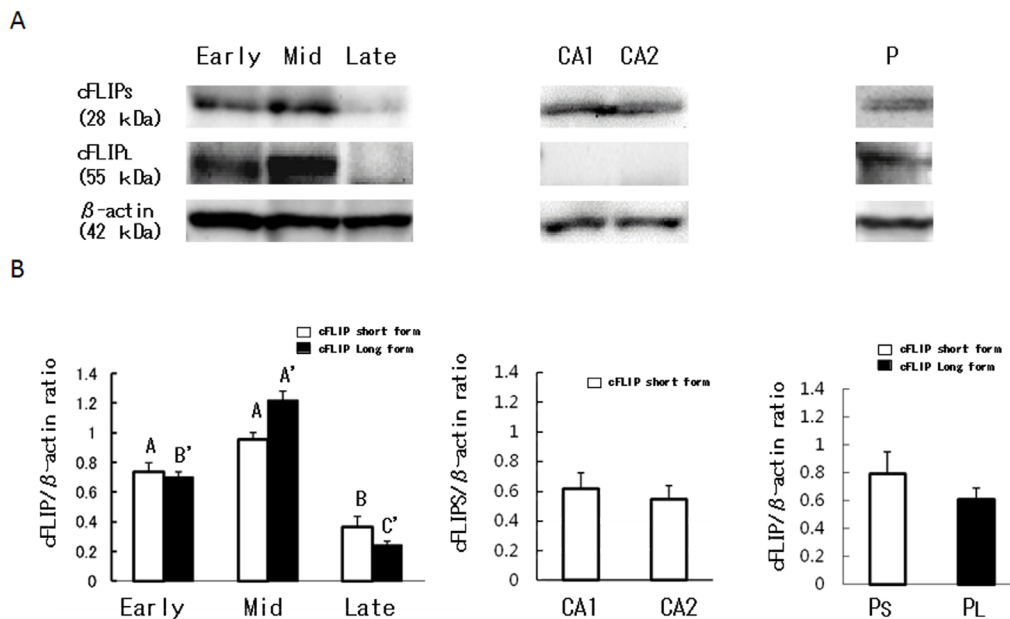 A
Early Mid Late CA1 CA2 P
cFLIPs
(28 kDa)
cFLIPL
(55 kDa)
β-actin
(42 kDa)
B
cFLIP/β-actin ratio
cFLIP short form
cFLIP Long form
1.4
1.2
1
0.8
0.6
0.4
0.2
0
A B' A A' B C'
Early Mid Late
cFLIPS/β-actin ratio
cFLIP short form
1.4
1.2
1
0.8
0.6
0.4
0.2
0
CA1 CA2
cFLIP/β-actin ratio
cFLIP short form
cFLIP Long form
1.4
1.2
1
0.8
0.6
0.4
0.2
0
Ps PL